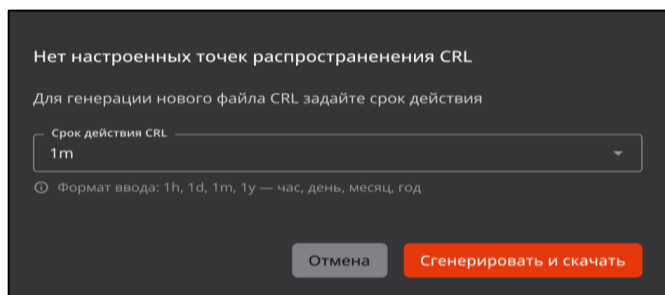 Нет настроенных точек распространенения CRL
Для генерации нового файла CRL задайте срок действия
Срок действия CRL
1m
Формат ввода: 1h, 1d, 1m, 1y — час, день, месяц, год
Отмена
Сгенерировать и скачать